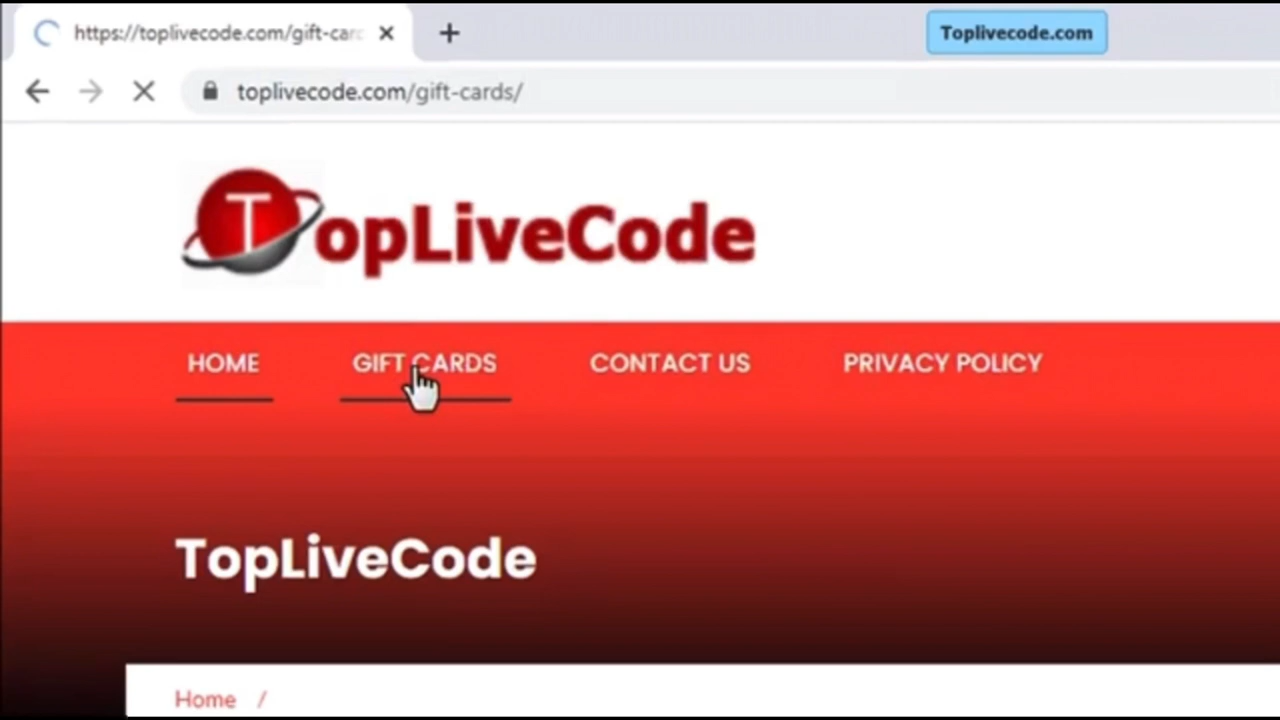 https://toplivecode.com/gift-car
Toplivecode.com
toplivecode.com/gift-cards/
TopLiveCode
HOME GIFT CARDS CONTACT US PRIVACY POLICY
TopLiveCode
Home /